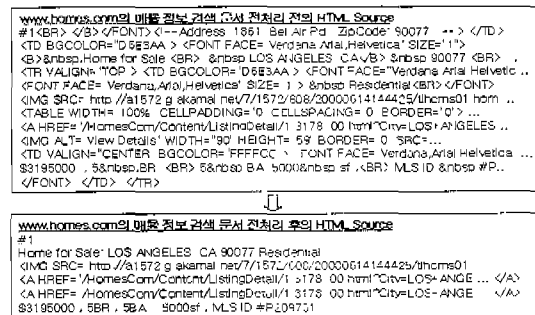 www.homes.com의 매물 정보 검색 문서 전처리 전의 HTML Source
#1<BR> </B></FONT><!--Address 1861 Bel Air Rd ZipCode 90077 --> </TD>
<TD BGCOLOR="D5E3AA > <FONT FACE= Verdana Arial,Helvetica" SIZE="1">
<B>&nbsp,Home for Sale <BR> &nbsp LOS ANGELES CA</B> &nbsp 90077 <BR> .
<TR VALIGN= "TOP > <TD BGCOLOR= "D6E3AA > <FONT FACE="Verdana Arial Helvetic ..
<FONT FACE= Verdana,Arial,Helvetica" SIZE= 1 > &nbsp Residential<BR></FONT>
<IMG SRC= http //a1572 g akamai net/7/1572/608/20000614144425/thoms01 hom ..
<TABLE WIDTH= 100% CELLPADDING="0 CELLSPACING= 0 BORDER="0"> ...
<A HREF= "/HomesCom/Content/ListingDetail/1 3178 00 html^City=LOS+ANGELES ..
<IMG ALT= View Details" WIDTH="90" HEIGHT= 59 BORDER= 0 SRC= ...
<TD VALIGN="CENTER BGCOLOR= "FFFFCC > FONT FACE= Verdana,Arial Helvetica ...
$3195000 , 5&nbsp,BR <BR> 5&nbsp BA 5000&nbsp sf ,<BR> MLS ID &nbsp #P..
</FONT> </TD> </TR>
www.homes.com의 매물 정보 검색 문서 전처리 후의 HTML Source
#1
Home for Sale LOS ANGELES CA 90077 Residential
<IMG SRC= http //a1572 g akamai net/7/1572/608/20000614144425/thoms01
<A HREF= "/HomesCom/Content/ListingDetail/1 3178 00 html^City=LOS+ANGE ... </A>
<A HREF= /HomesCom/Content/ListingDetail/1 3178 00 html^City=LOS+ANGE </A>
$3195000 , 5BR , 5BA 5000sf , MLS ID #P209731